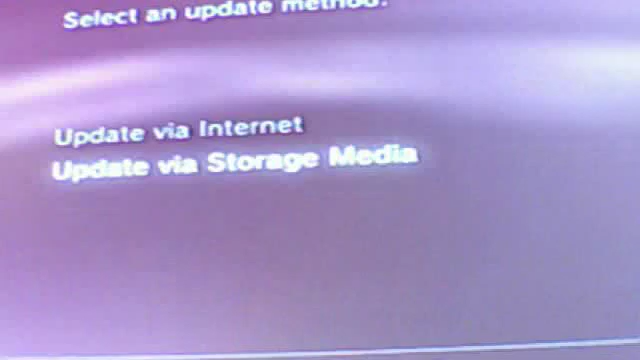 Select an update method.
Update via Internet
Update via Storage Media